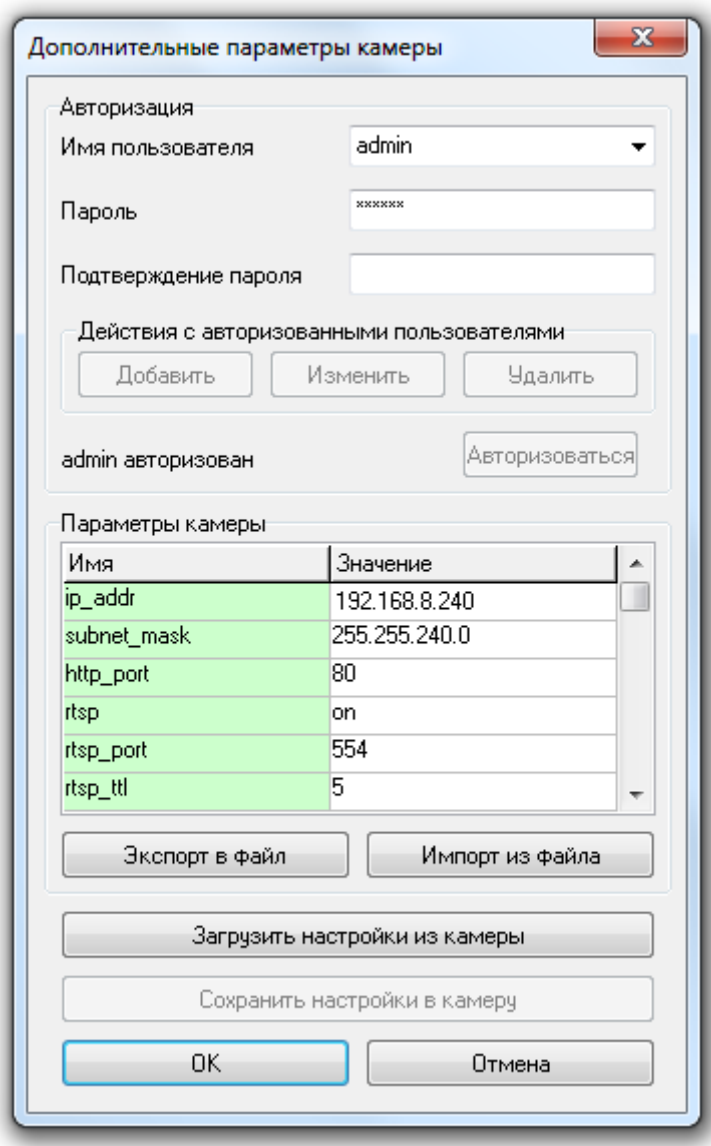 Дополнительные параметры камеры
Авторизация
Имя пользователя admin
Пароль ******
Подтверждение пароля
Действия с авторизованными пользователями
Добавить Изменить Удалить
admin авторизован Авторизоваться
Параметры камеры
Имя Значение
ip_addr 192.168.8.240
subnet_mask 255.255.240.0
http_port 80
rtsp on
rtsp_port 554
rtsp_ttl 5
Экспорт в файл Импорт из файла
Загрузить настройки из камеры
Сохранить настройки в камеру
OK Отмена